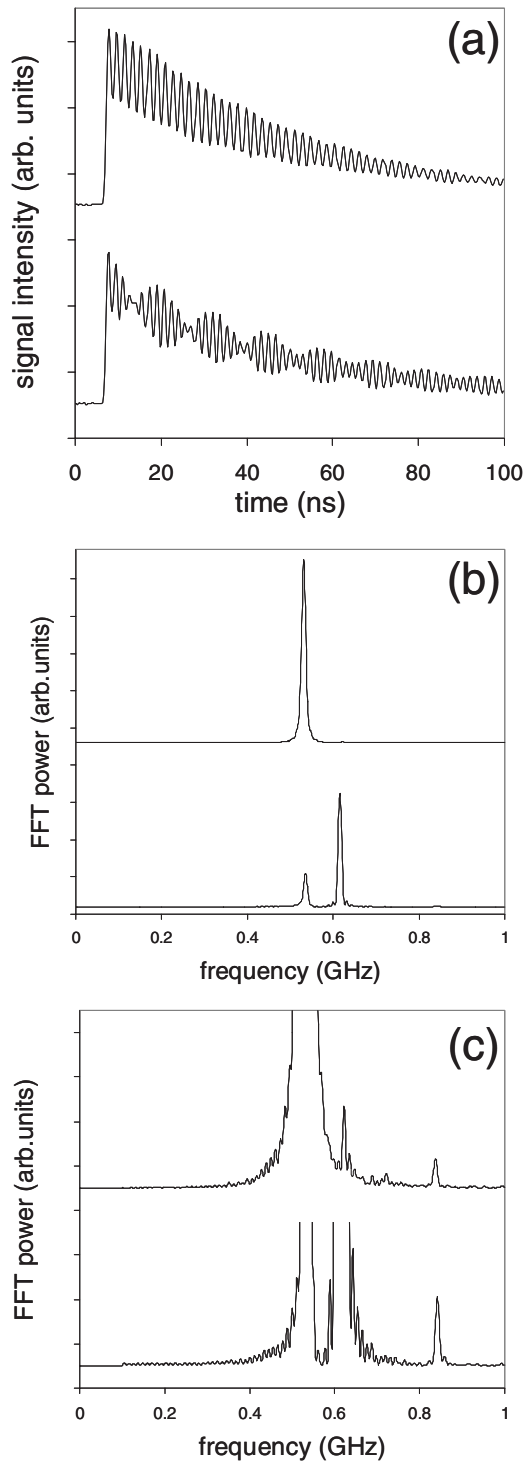 (a)
signal intensity (arb. units)
0 20 40 60 80 100
time (ns)
(b)
FFT power (arb.units)
0 0.2 0.4 0.6 0.8 1
frequency (GHz)
(c)
FFT power (arb.units)
0 0.2 0.4 0.6 0.8 1
frequency (GHz)